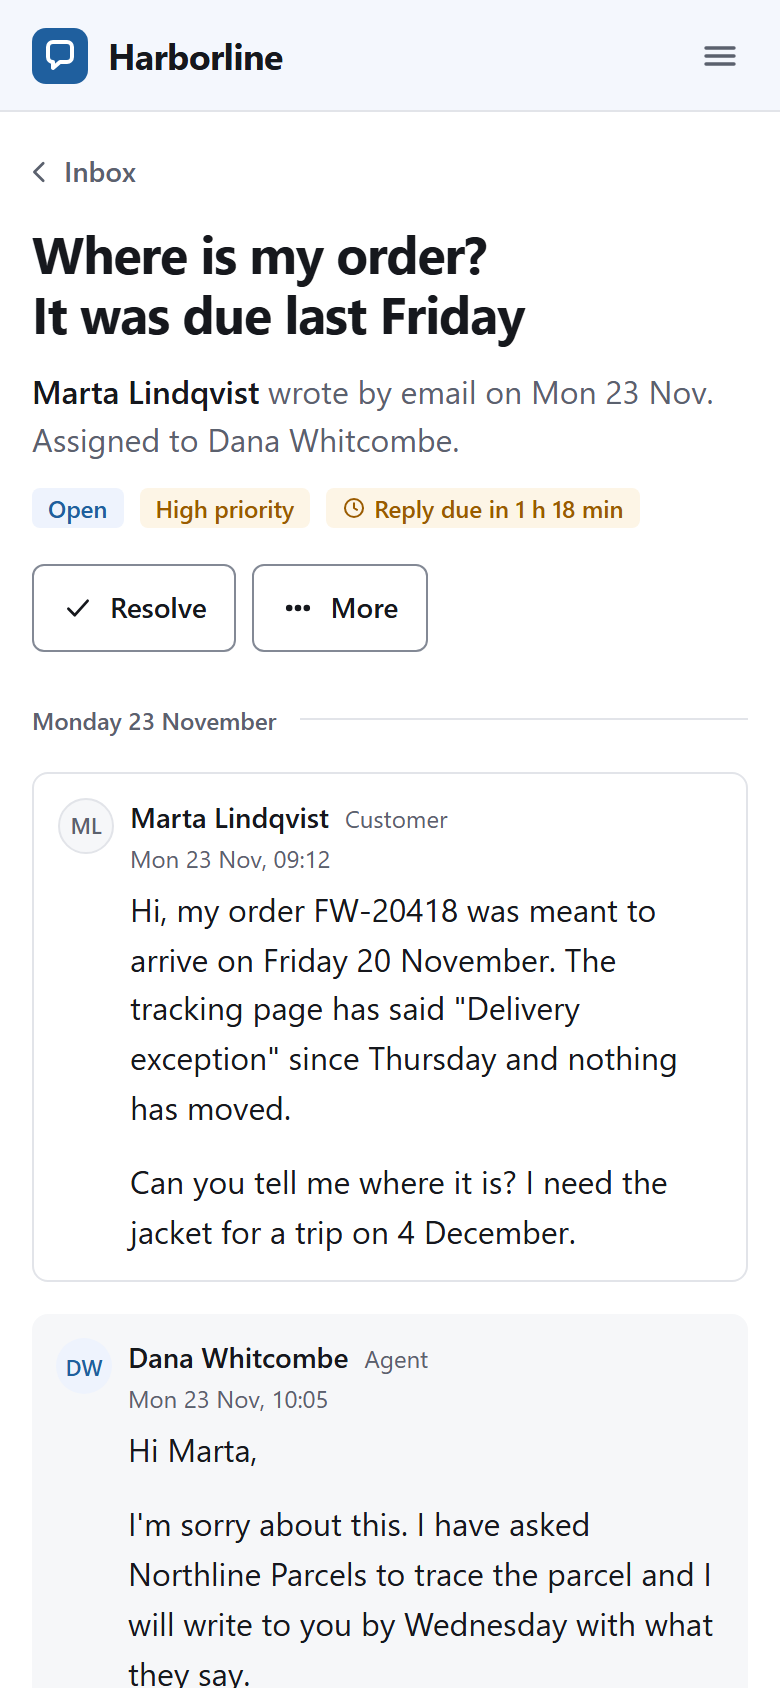 Harborline
Inbox
Where is my order?
It was due last Friday
Marta Lindqvist wrote by email on Mon 23 Nov.
Assigned to Dana Whitcombe.
Open High priority Reply due in 1 h 18 min
Resolve More
Monday 23 November
ML Marta Lindqvist Customer
Mon 23 Nov, 09:12
Hi, my order FW-20418 was meant to
arrive on Friday 20 November. The
tracking page has said "Delivery
exception" since Thursday and nothing
has moved.
Can you tell me where it is? I need the
jacket for a trip on 4 December.
DW Dana Whitcombe Agent
Mon 23 Nov, 10:05
Hi Marta,
I'm sorry about this. I have asked
Northline Parcels to trace the parcel and I
will write to you by Wednesday with what
they say.